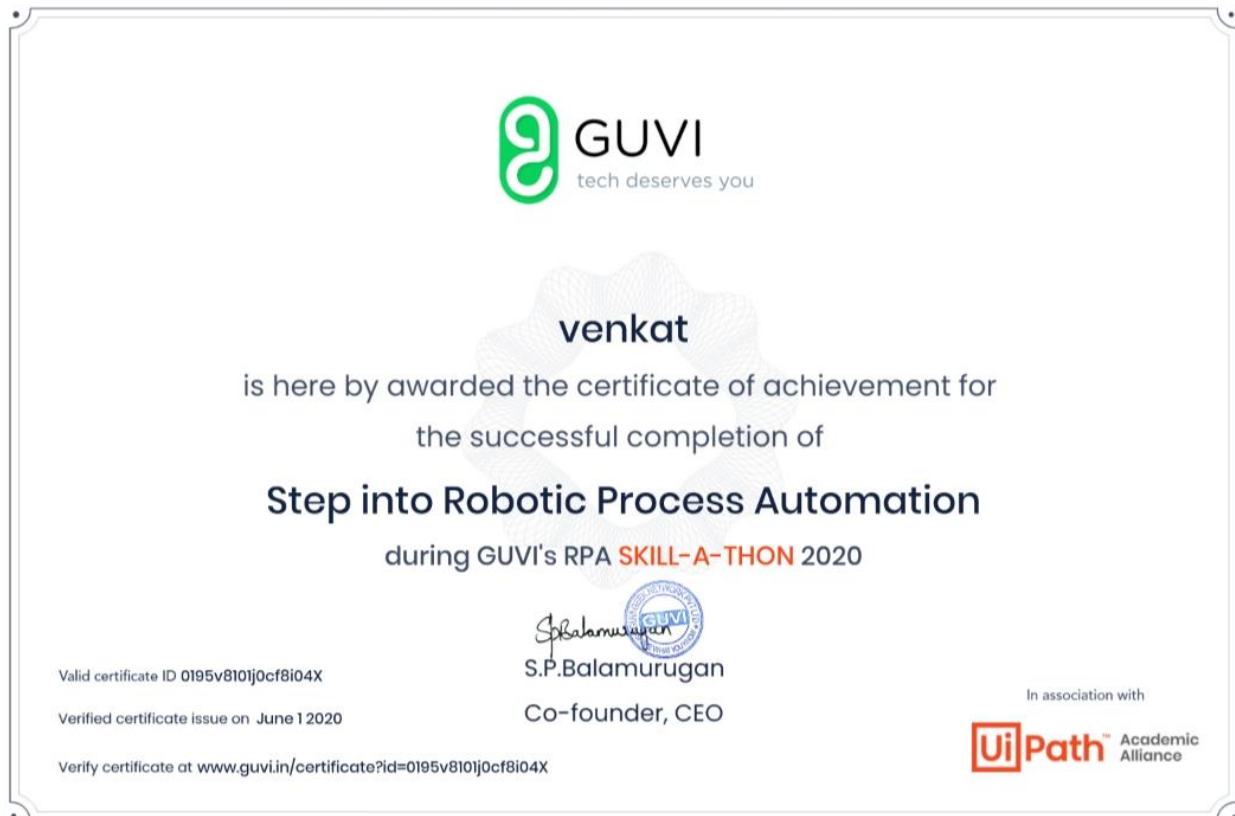 GUVI
tech deserves you
venkat
is here by awarded the certificate of achievement for
the successful completion of
Step into Robotic Process Automation
during GUVI's RPA SKILL-A-THON 2020
SpBalamurugan
GUVI
S.P.Balamurugan
Co-founder, CEO
Valid certificate ID 0195v8101j0cf8i04X
Verified certificate issue on June 1 2020
Verify certificate at www.guvi.in/certificate?id=0195v8101j0cf8i04X
In association with
UiPath™ Academic
Alliance